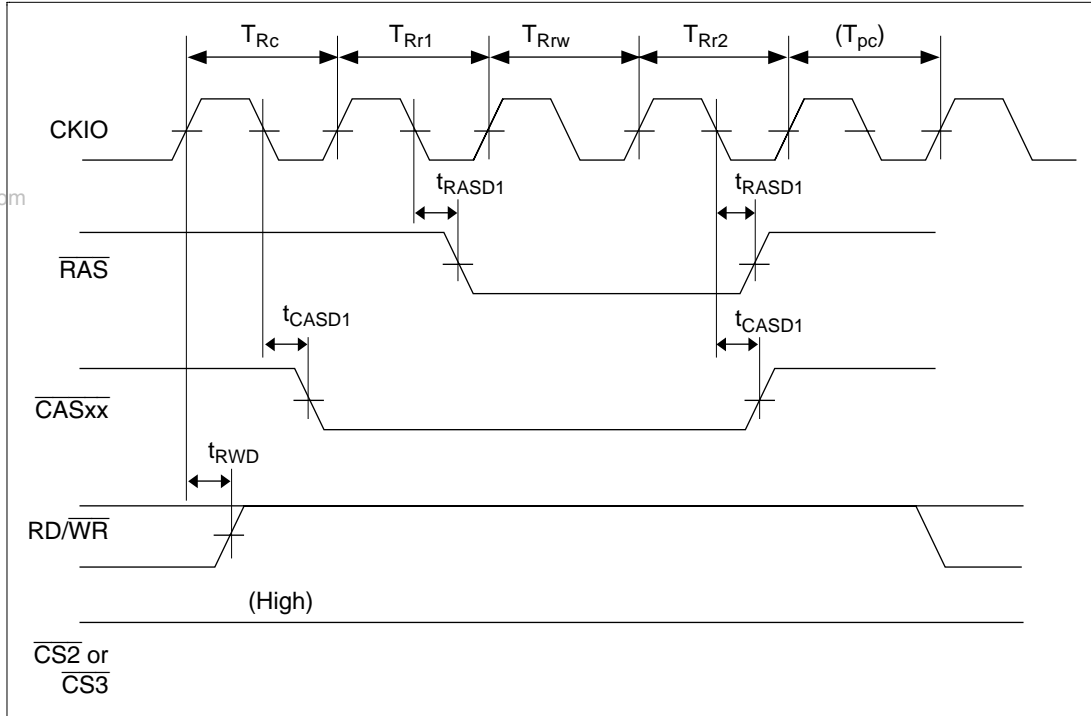 TRc TRr1 TRrw TRr2 (Tpc)
CKIO
om
tRASD1 tRASD1
RAS
tCASD1 tCASD1
CASxx
tRWD
RD/WR
(High)
CS2 or
CS3